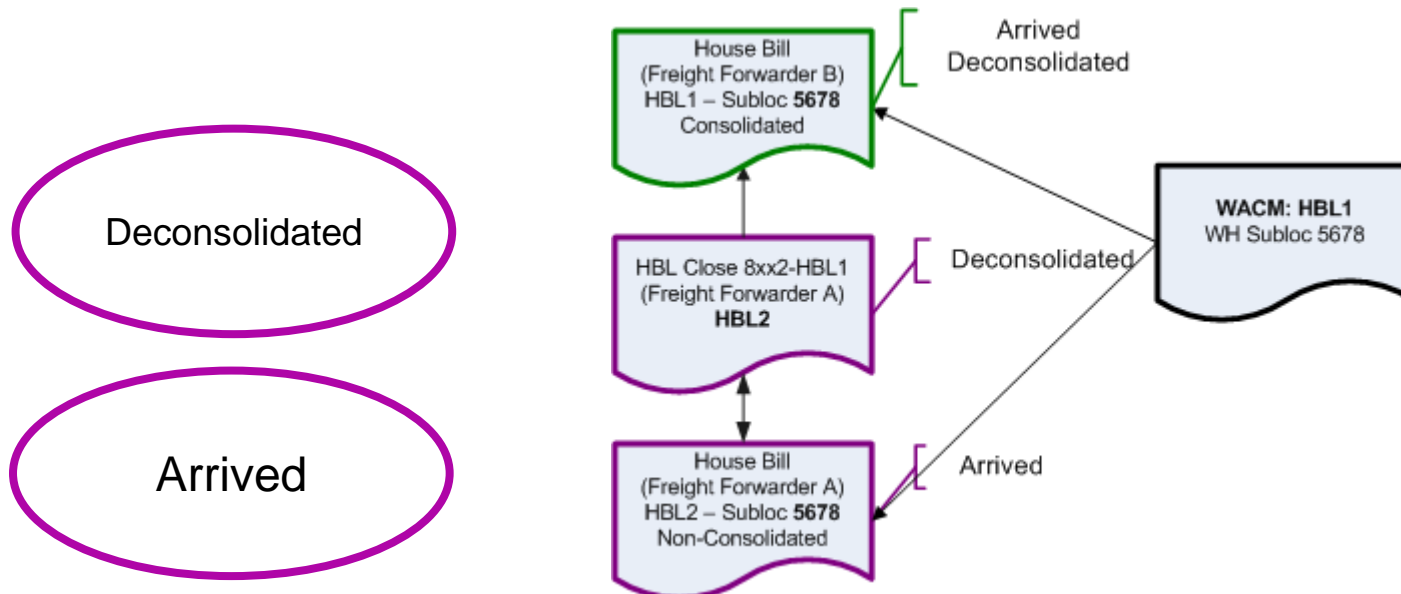 Deconsolidated
Arrived
House Bill
(Freight Forwarder B)
HBL1 – Subloc 5678
Consolidated
Arrived
Deconsolidated
HBL Close 8xx2-HBL1
(Freight Forwarder A)
HBL2
Deconsolidated
House Bill
(Freight Forwarder A)
HBL2 – Subloc 5678
Non-Consolidated
Arrived
WACM: HBL1
WH Subloc 5678